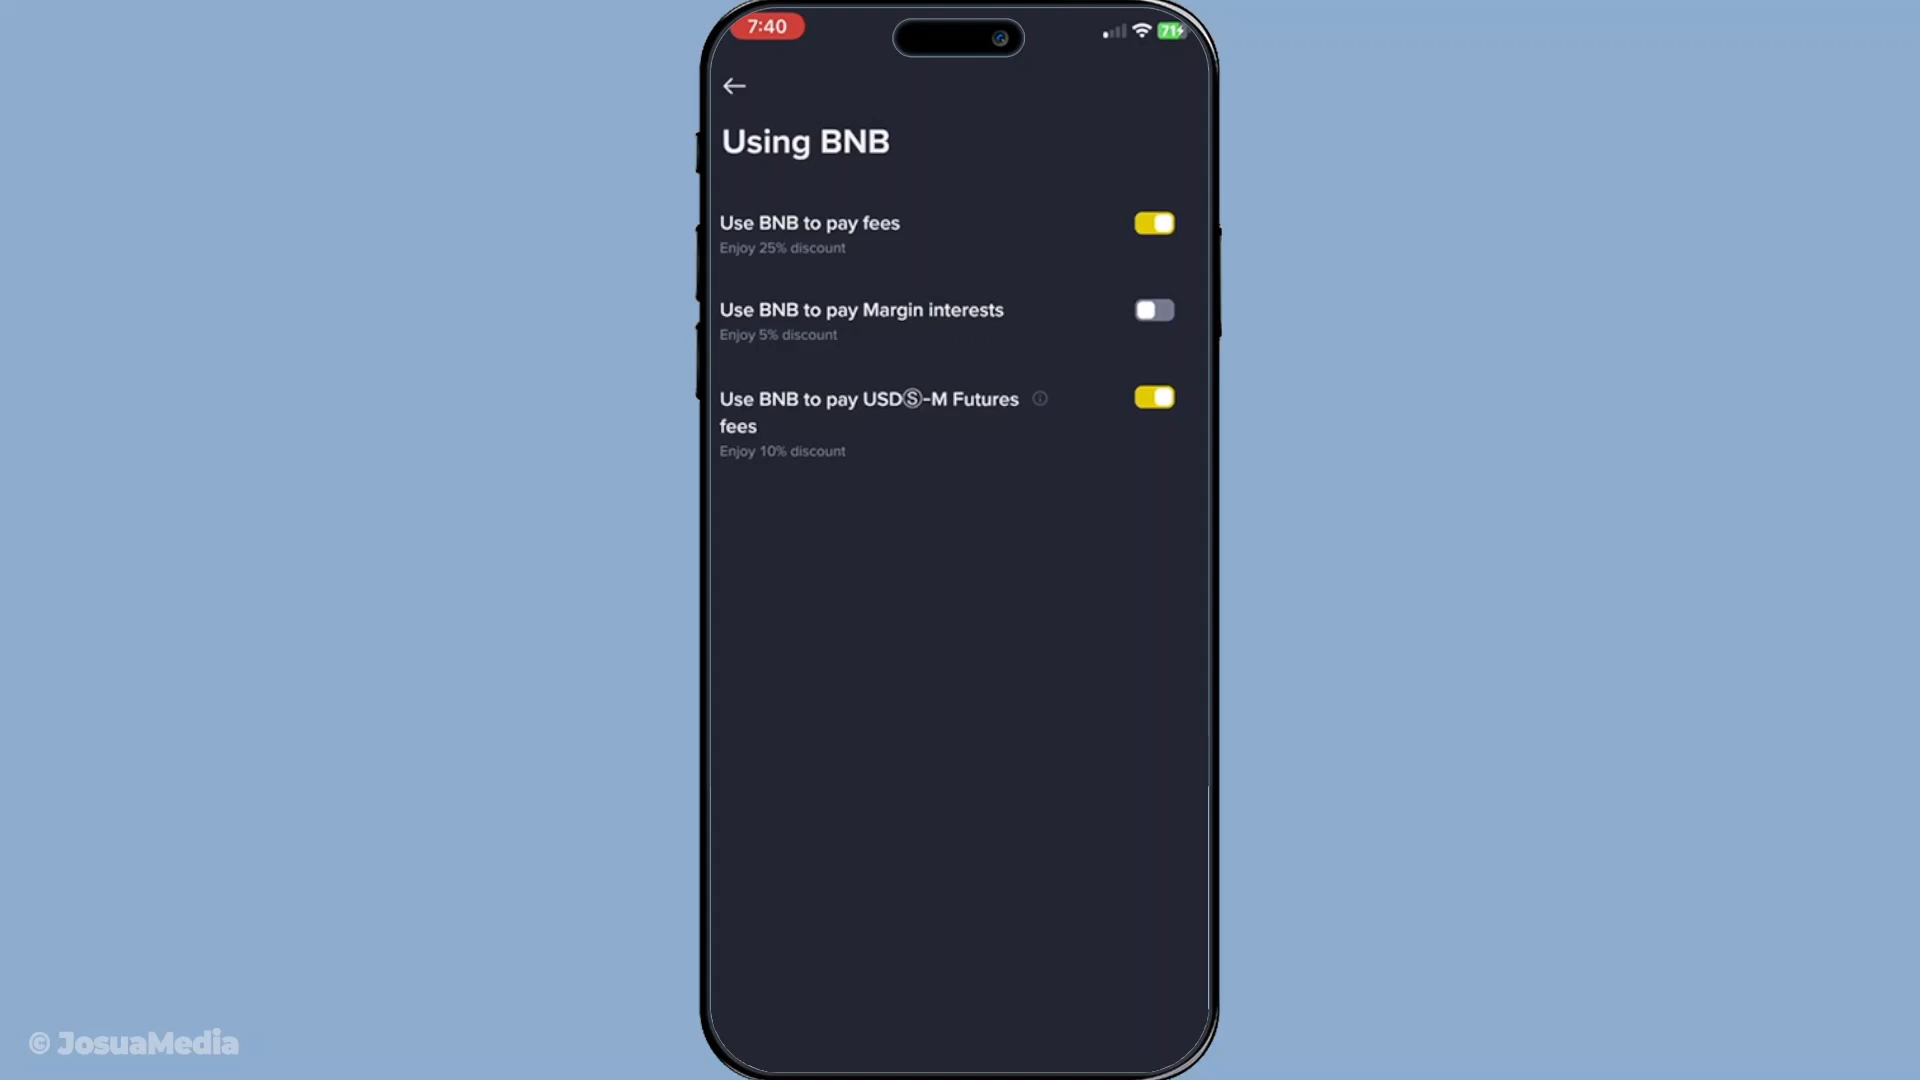 7:40
71
Using BNB
Use BNB to pay fees
Enjoy 25% discount
Use BNB to pay Margin interests
Enjoy 5% discount
Use BNB to pay USDⓈ-M Futures
fees
Enjoy 10% discount
© JosuaMedia